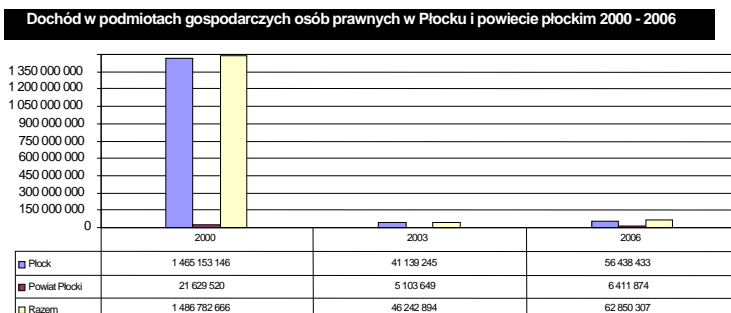 Dochód w podmiotach gospodarczych osób prawnych w Płocku i powiecie płockim 2000 - 2006
1 350 000 000
1 200 000 000
1 050 000 000
900 000 000
750 000 000
600 000 000
450 000 000
300 000 000
150 000 000
0
2000 2003 2006
Płock 1 465 153 146 41 139 245 56 438 433
Powiat Płocki 21 629 520 5 103 649 6 411 874
Razem 1 486 782 666 46 242 894 62 850 307